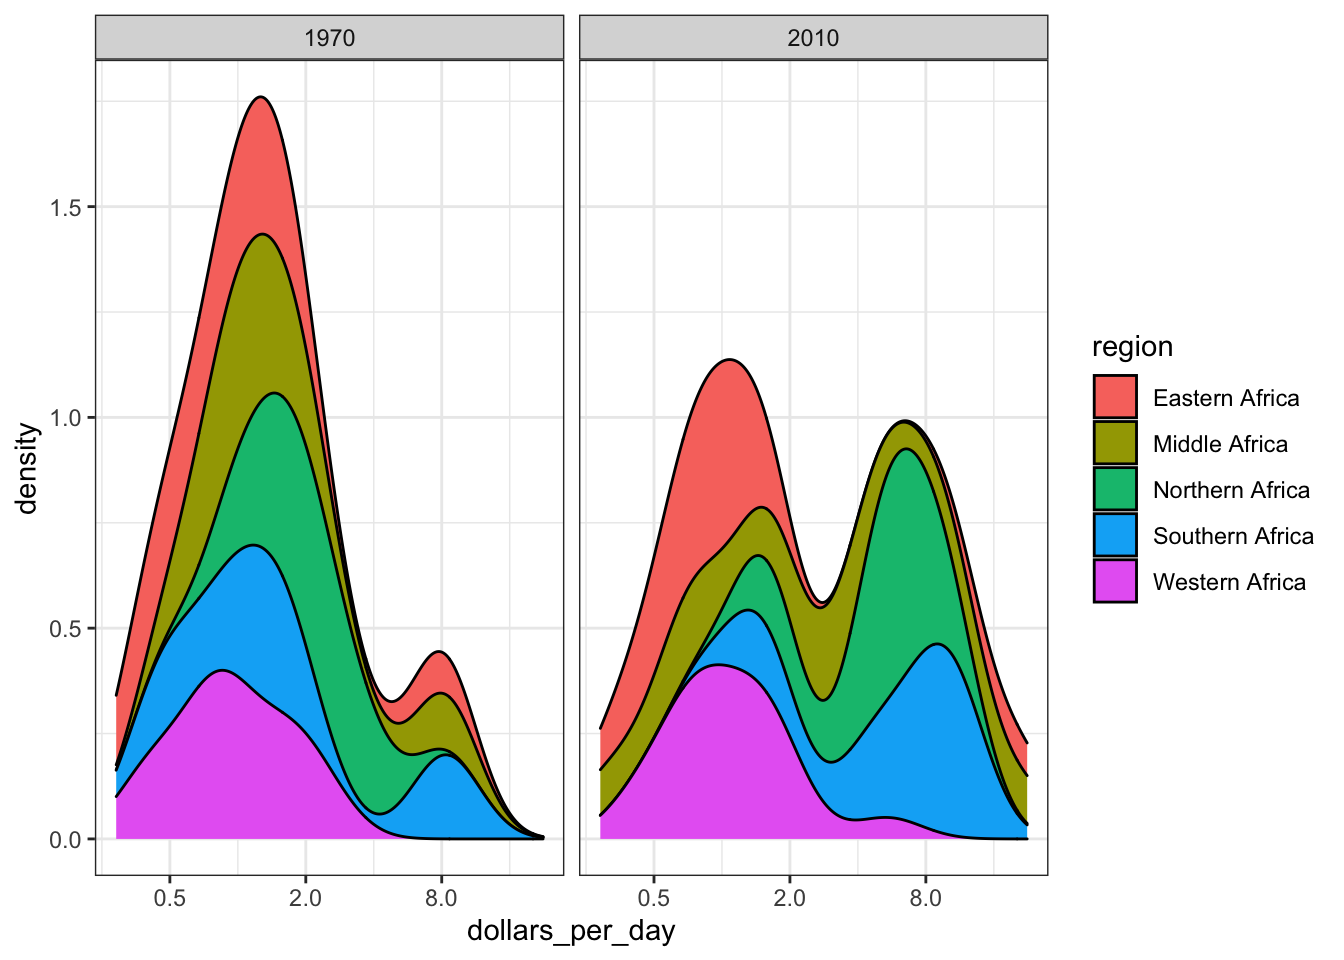 1970
2010
density
1.5
1.0
0.5
0.0
0.5
2.0
8.0
0.5
2.0
8.0
dollars_per_day
region
Eastern Africa
Middle Africa
Northern Africa
Southern Africa
Western Africa